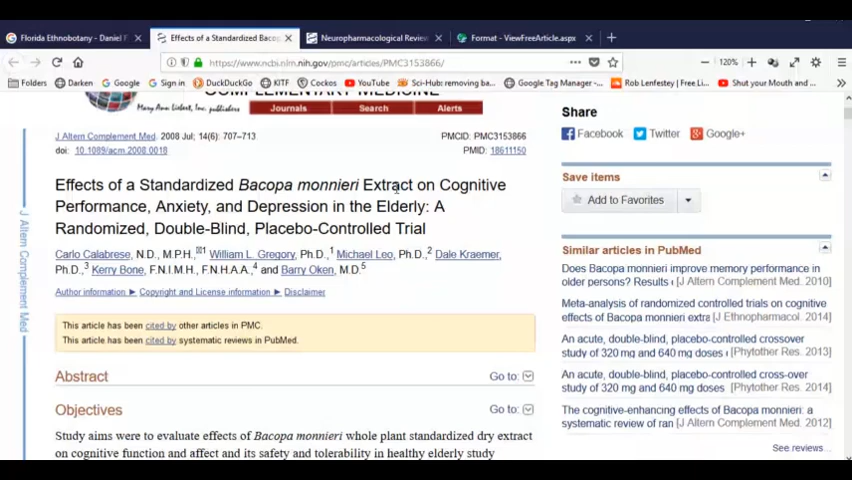 Florida Ethnobotany - Daniel F
Effects of a Standardized Baco
Neuropharmacological Review
Format - ViewFreeArticle.aspx
https://www.ncbi.nlm.nih.gov/pmc/articles/PMC3153866/
120%
Folders Darken Google Sign in DuckDuckGo KITF Cockos YouTube Sci-Hub: removing ba... Google Tag Manager -... Rob Lenfestey | Free Li... Shut your Mouth and ...
COMPLEMENTARY MEDICINE
Mary Ann Liebert, Inc. publishers
Journals Search Alerts
J Altern Complement Med. 2008 Jul; 14(6): 707–713 PMCID: PMC3153866
doi: 10.1089/acm.2008.0018 PMID: 18611150
Effects of a Standardized Bacopa monnieri Extract on Cognitive
Performance, Anxiety, and Depression in the Elderly: A
Randomized, Double-Blind, Placebo-Controlled Trial
Carlo Calabrese, N.D., M.P.H.,1 William L. Gregory, Ph.D.,1 Michael Leo, Ph.D.,2 Dale Kraemer,
Ph.D.,3 Kerry Bone, F.N.I.M.H., F.N.H.A.A.,4 and Barry Oken, M.D.5
Author information ► Copyright and License information ► Disclaimer
This article has been cited by other articles in PMC.
This article has been cited by systematic reviews in PubMed.
Abstract Go to:
Objectives Go to:
Study aims were to evaluate effects of Bacopa monnieri whole plant standardized dry extract
on cognitive function and affect and its safety and tolerability in healthy elderly study
J Altern Complement Med
Share
Facebook Twitter Google+
Save items
Add to Favorites
Similar articles in PubMed
Does Bacopa monnieri improve memory performance in
older persons? Results [J Altern Complement Med. 2010]
Meta-analysis of randomized controlled trials on cognitive
effects of Bacopa monnieri extra [J Ethnopharmacol. 2014]
An acute, double-blind, placebo-controlled crossover
study of 320 mg and 640 mg doses [Phytother Res. 2013]
An acute, double-blind, placebo-controlled cross-over
study of 320 mg and 640 mg doses [Phytother Res. 2014]
The cognitive-enhancing effects of Bacopa monnieri: a
systematic review of ran [J Altern Complement Med. 2012]
See reviews...